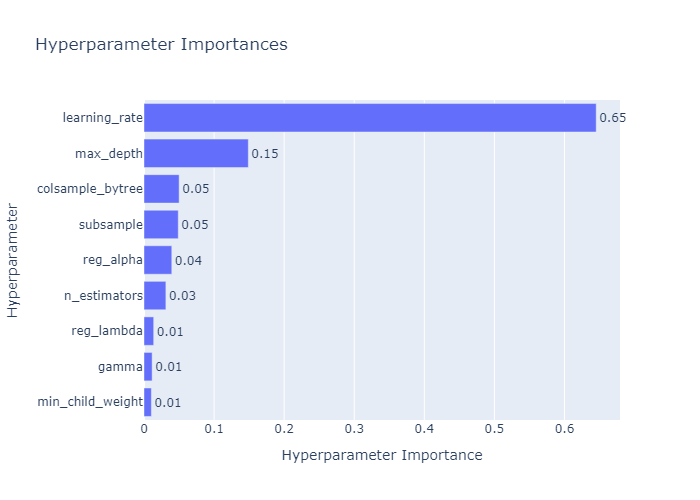 Hyperparameter Importances
Hyperparameter
learning_rate 0.65
max_depth 0.15
colsample_bytree 0.05
subsample 0.05
reg_alpha 0.04
n_estimators 0.03
reg_lambda 0.01
gamma 0.01
min_child_weight 0.01
0 0.1 0.2 0.3 0.4 0.5 0.6
Hyperparameter Importance